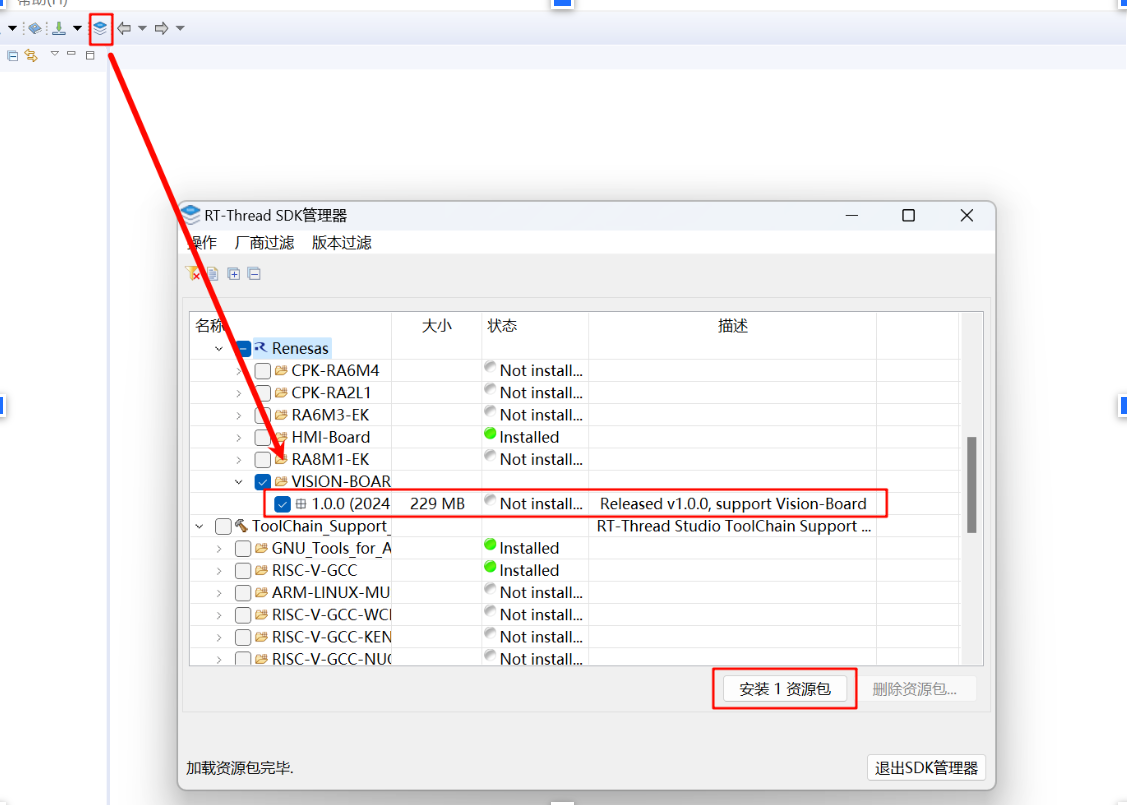 帮助(H)
RT-Thread SDK管理器
操作 厂商过滤 版本过滤
名称 大小 状态 描述
Renesas
CPK-RA6M4 Not install...
CPK-RA2L1 Not install...
RA6M3-EK Not install...
HMI-Board Installed
RA8M1-EK Not install...
VISION-BOAR
1.0.0 (2024 229 MB Not install... Released v1.0.0, support Vision-Board
ToolChain_Support_ RT-Thread Studio ToolChain Support ...
GNU_Tools_for_A Installed
RISC-V-GCC Installed
ARM-LINUX-MU Not install...
RISC-V-GCC-WCH Not install...
RISC-V-GCC-KEN Not install...
RISC-V-GCC-NUC Not install...
安装 1 资源包 删除资源包...
加载资源包完毕. 退出SDK管理器